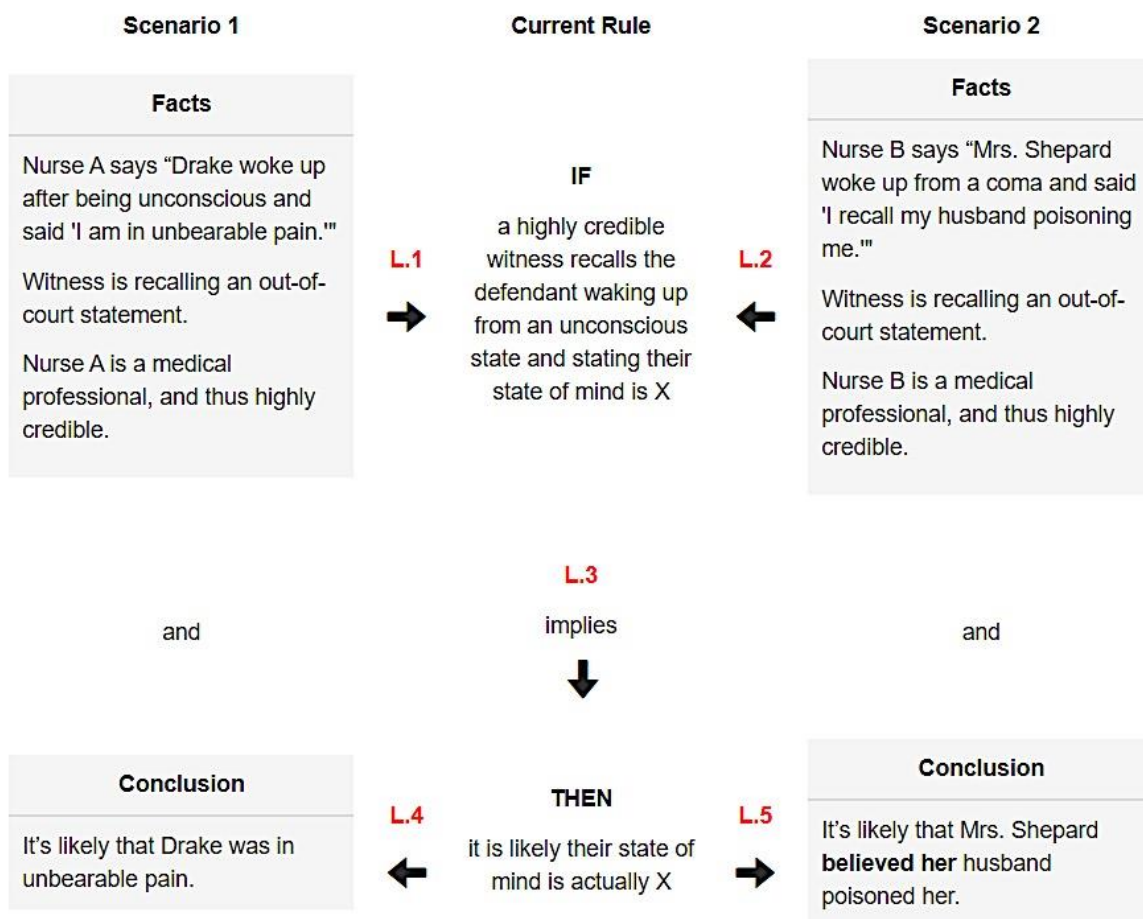 Scenario 1
Current Rule
Scenario 2
Facts
Nurse A says “Drake woke up
after being unconscious and
said 'I am in unbearable pain.'"
Witness is recalling an out-of-
court statement.
Nurse A is a medical
professional, and thus highly
credible.
L.1
IF
a highly credible
witness recalls the
defendant waking up
from an unconscious
state and stating their
state of mind is X
L.2
Facts
Nurse B says “Mrs. Shepard
woke up from a coma and said
'I recall my husband poisoning
me.'"
Witness is recalling an out-of-
court statement.
Nurse B is a medical
professional, and thus highly
credible.
and
L.3
implies
and
Conclusion
It’s likely that Drake was in
unbearable pain.
L.4
THEN
it is likely their state of
mind is actually X
L.5
Conclusion
It’s likely that Mrs. Shepard
believed her husband
poisoned her.